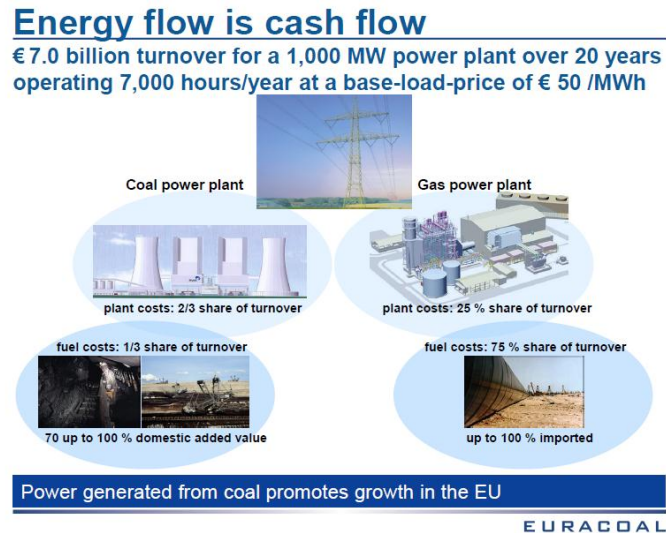 Energy flow is cash flow
€ 7.0 billion turnover for a 1,000 MW power plant over 20 years
operating 7,000 hours/year at a base-load-price of € 50 /MWh
Coal power plant
Gas power plant
plant costs: 2/3 share of turnover
plant costs: 25 % share of turnover
fuel costs: 1/3 share of turnover
fuel costs: 75 % share of turnover
70 up to 100 % domestic added value
up to 100 % imported
Power generated from coal promotes growth in the EU
EURACOAL